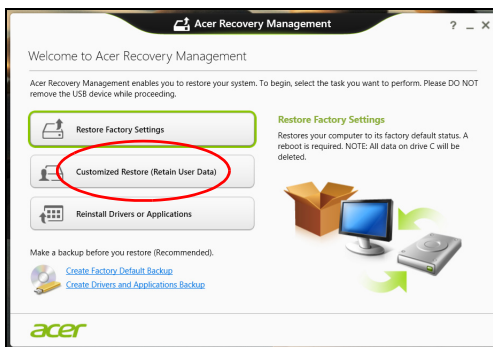 Acer Recovery Management
? _ ×
Welcome to Acer Recovery Management
Acer Recovery Management enables you to restore your system. To begin, select the task you want to perform. Please DO NOT
remove the USB device while proceeding.
Restore Factory Settings
Customized Restore (Retain User Data)
Reinstall Drivers or Applications
Restore Factory Settings
Restores your computer to its factory default status. A
reboot is required. NOTE: All data on drive C will be
deleted.
Make a backup before you restore (Recommended).
Create Factory Default Backup
Create Drivers and Applications Backup
acer